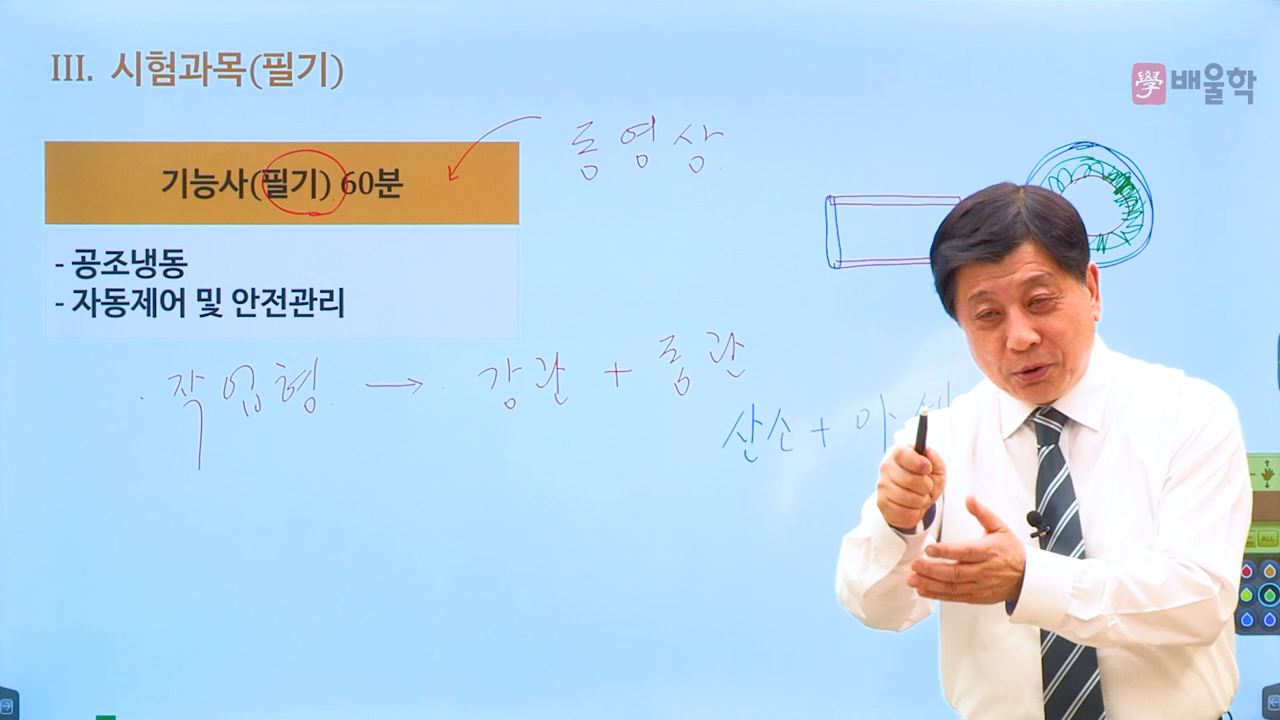 III. 시험과목(필기)
學 배울학
동영상
기능사(필기) 60분
- 공조냉동
- 자동제어 및 안전관리
· 작업형 → · 강관 + 동관
산소 + 아세
ALL